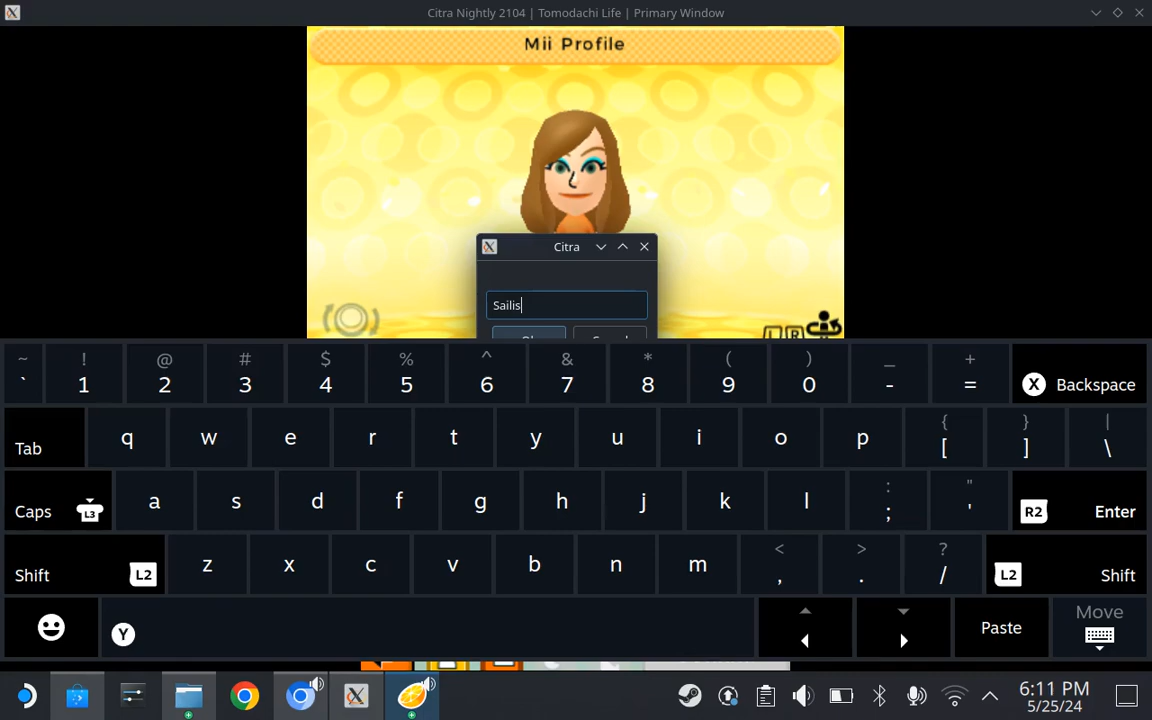 Citra Nightly 2104 | Tomodachi Life | Primary Window
Mii Profile
Citra
Sailis
L R
~ ! @ # $ % ^ & * ( ) _ +
` 1 2 3 4 5 6 7 8 9 0 - = X Backspace
Tab q w e r t y u i o p { [ } ] | \
Caps L3 a s d f g h j k l : ; " ' R2 Enter
Shift L2 z x c v b n m < , > . ? / L2 Shift
Y Paste Move
6:11 PM
5/25/24